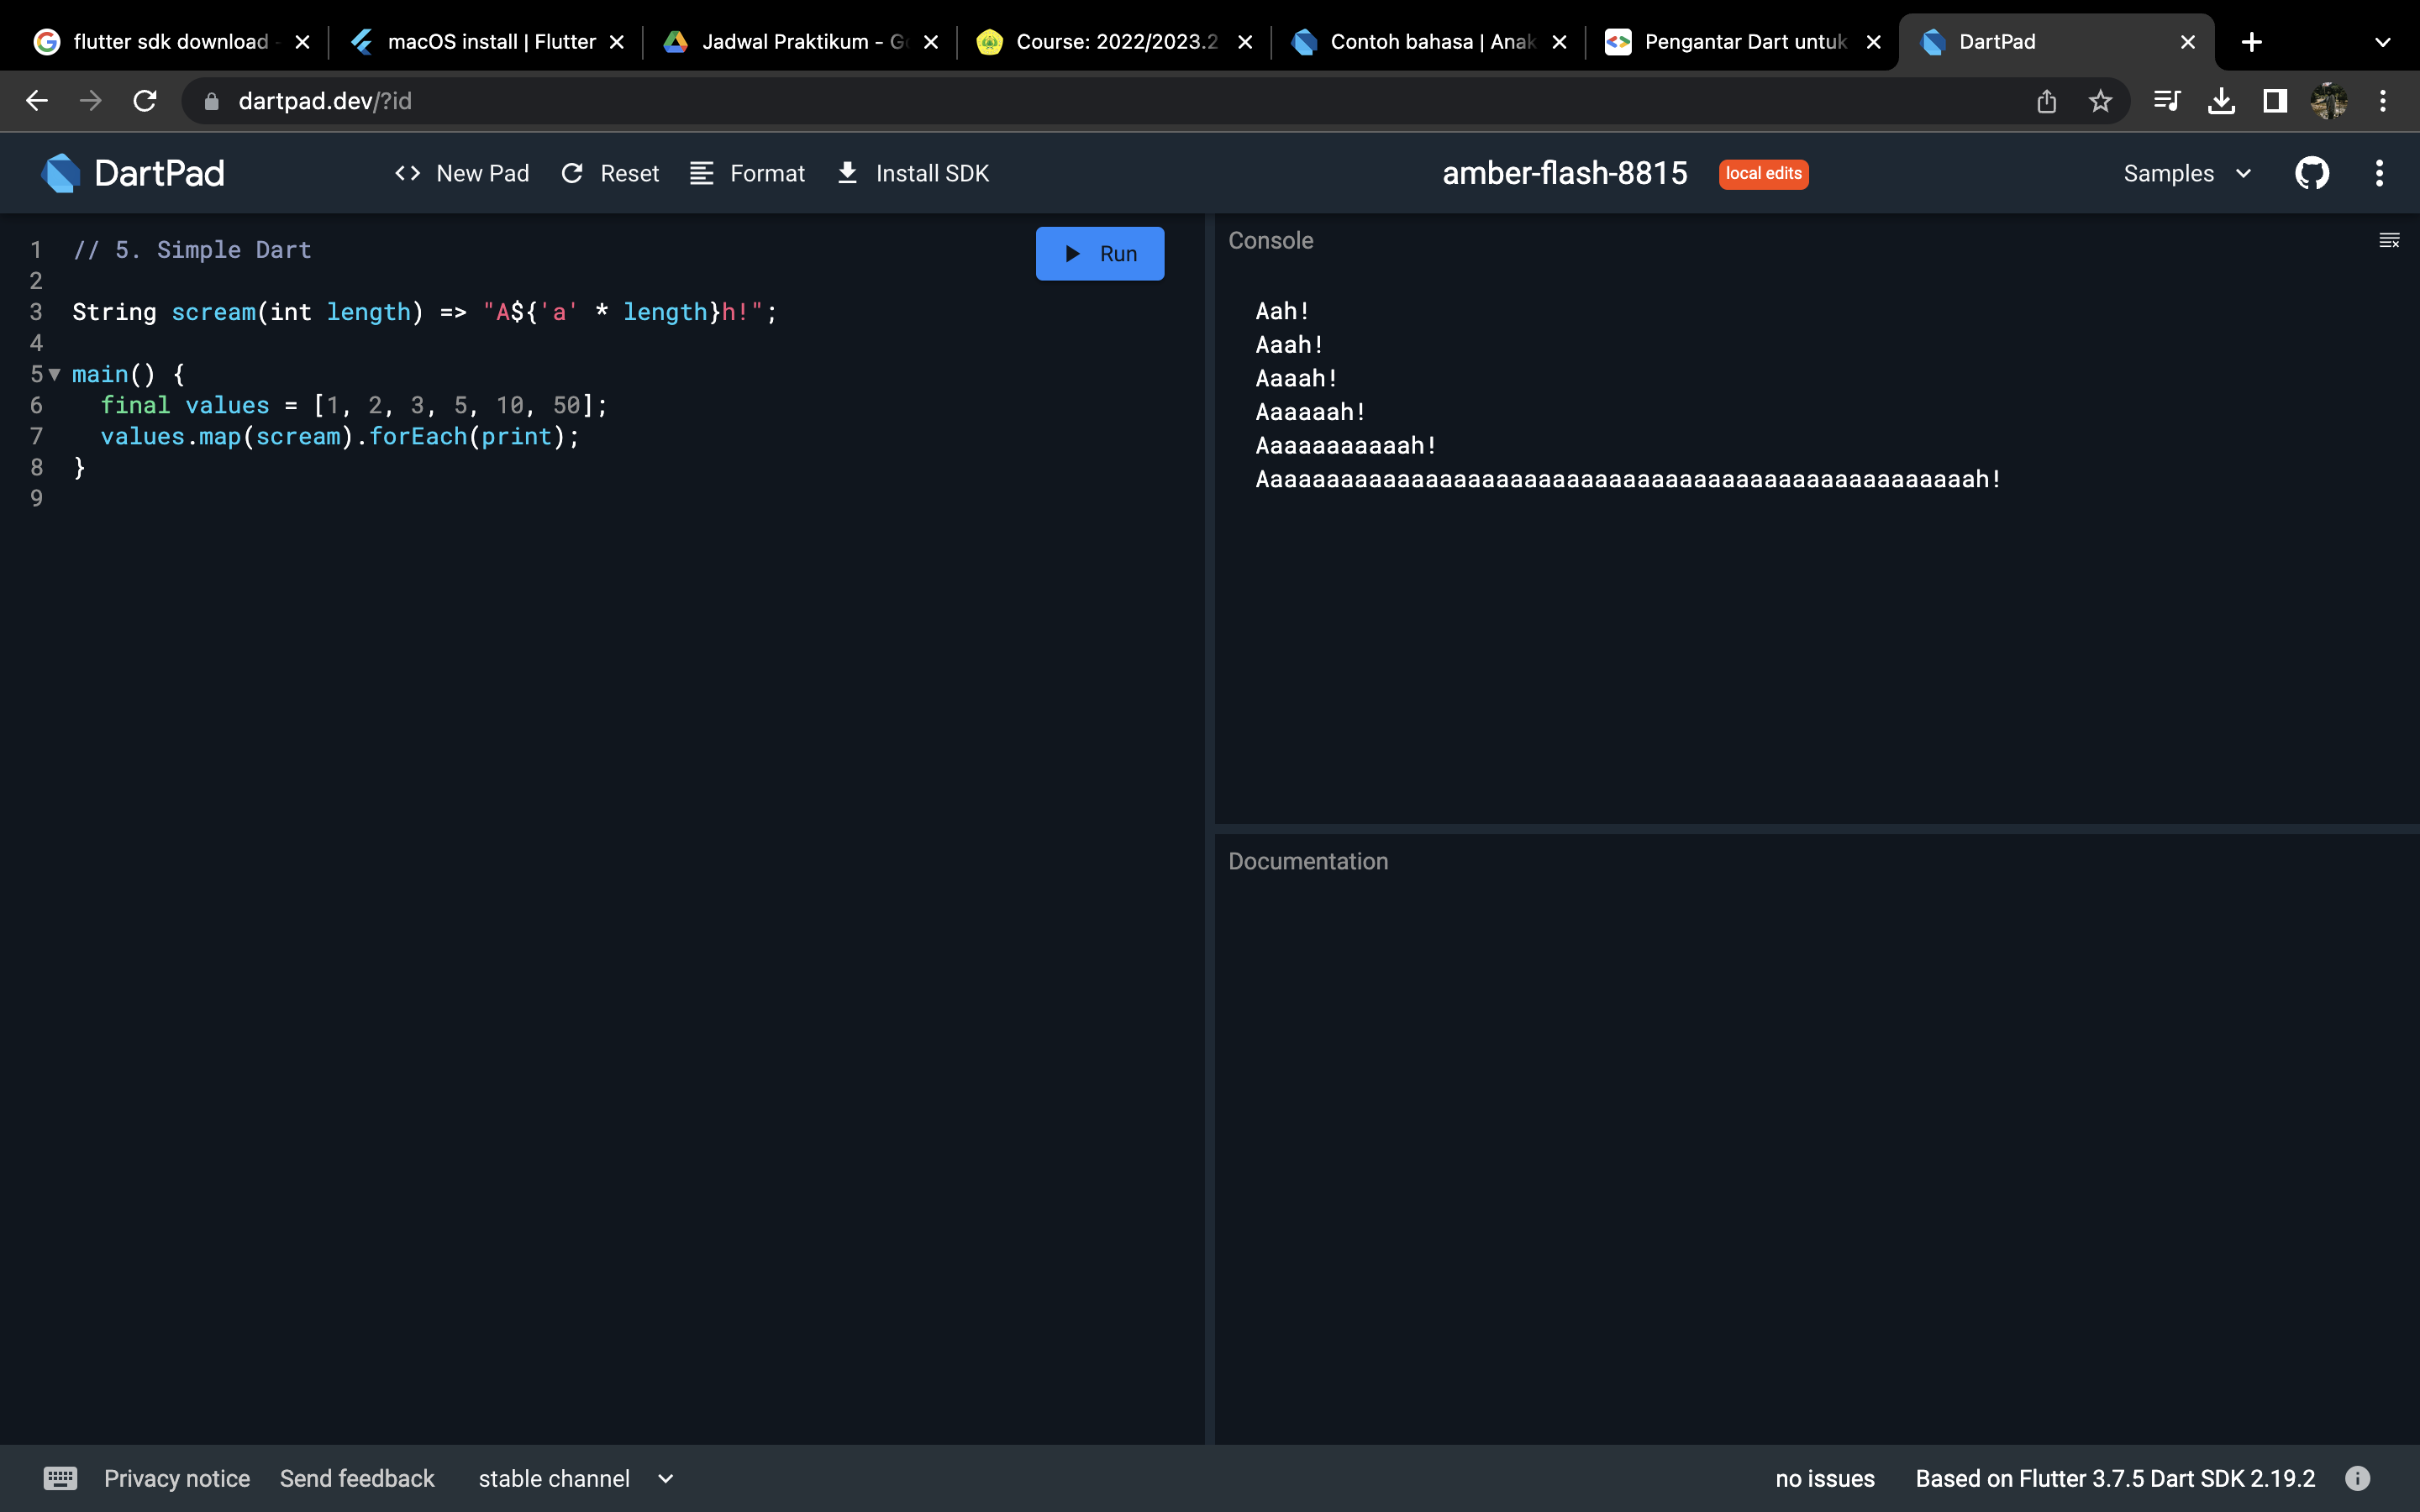 flutter sdk download
macOS install | Flutter
Jadwal Praktikum - Go
Course: 2022/2023.2
Contoh bahasa | Anak
Pengantar Dart untuk
DartPad
dartpad.dev/?id
DartPad
<> New Pad
Reset
Format
Install SDK
amber-flash-8815
local edits
Samples
1 // 5. Simple Dart
2
3 String scream(int length) => "A${'a' * length}h!";
4
5 main() {
6 final values = [1, 2, 3, 5, 10, 50];
7 values.map(scream).forEach(print);
8 }
9
Run
Console
Aah!
Aaah!
Aaaah!
Aaaaaah!
Aaaaaaaaaaah!
Aaaaaaaaaaaaaaaaaaaaaaaaaaaaaaaaaaaaaaaaaaaaaaaaaaah!
Documentation
Privacy notice
Send feedback
stable channel
no issues
Based on Flutter 3.7.5 Dart SDK 2.19.2